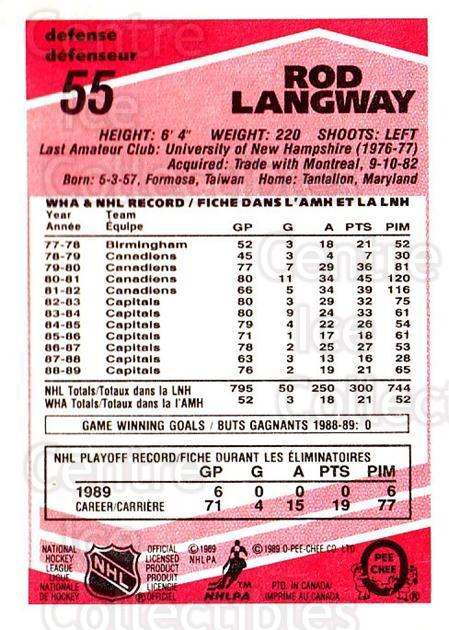 defense
défenseur
55
ROD
LANGWAY
HEIGHT: 6' 4" WEIGHT: 220 SHOOTS: LEFT
Last Amateur Club: University of New Hampshire (1976-77)
Acquired: Trade with Montreal, 9-10-82
Born: 5-3-57, Formosa, Taiwan Home: Tantallon, Maryland
WHA & NHL RECORD / FICHE DANS L'AMH ET LA LNH
Year Team
Année Équipe GP G A PTS PIM
77-78 Birmingham 52 3 18 21 52
78-79 Canadiens 45 3 4 7 30
79-80 Canadiens 77 7 29 36 81
80-81 Canadiens 80 11 34 45 120
81-82 Canadiens 66 5 34 39 116
82-83 Capitals 80 3 29 32 75
83-84 Capitals 80 9 24 33 61
84-85 Capitals 79 4 22 26 54
85-86 Capitals 71 1 17 18 61
86-87 Capitals 78 2 25 27 53
87-88 Capitals 63 3 13 16 28
88-89 Capitals 76 2 19 21 65
NHL Totals/Totaux dans la LNH 795 50 250 300 744
WHA Totals/Totaux dans l'AMH 52 3 18 21 52
GAME WINNING GOALS / BUTS GAGNANTS 1988-89: 0
NHL PLAYOFF RECORD/FICHE DURANT LES ÉLIMINATOIRES
GP G A PTS PIM
1989 6 0 0 0 6
CAREER/CARRIÈRE 71 4 15 19 77
NATIONAL
HOCKEY
LEAGUE
LIGUE
NATIONALE
DE HOCKEY
NHL
OFFICIAL
LICENSED
PRODUCT
PRODUIT
OFFICIEL
LICENCIÉ
© 1989
NHLPA
NHLPA
© 1989 O-PEE-CHEE CO. LTD.
PTD. IN CANADA/
IMPRIMÉ AU CANADA
O
PEE
CHEE
Centre
Ice
Collectibles